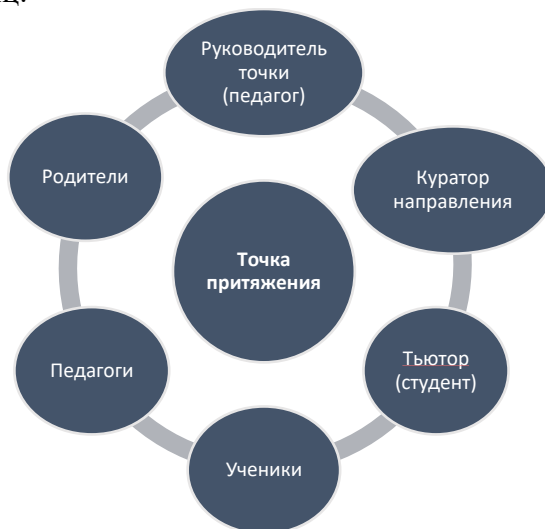 Руководитель
точки
(педагог)
Куратор
направления
Родители
Точка
притяжения
Тьютор
(студент)
Педагоги
Ученики